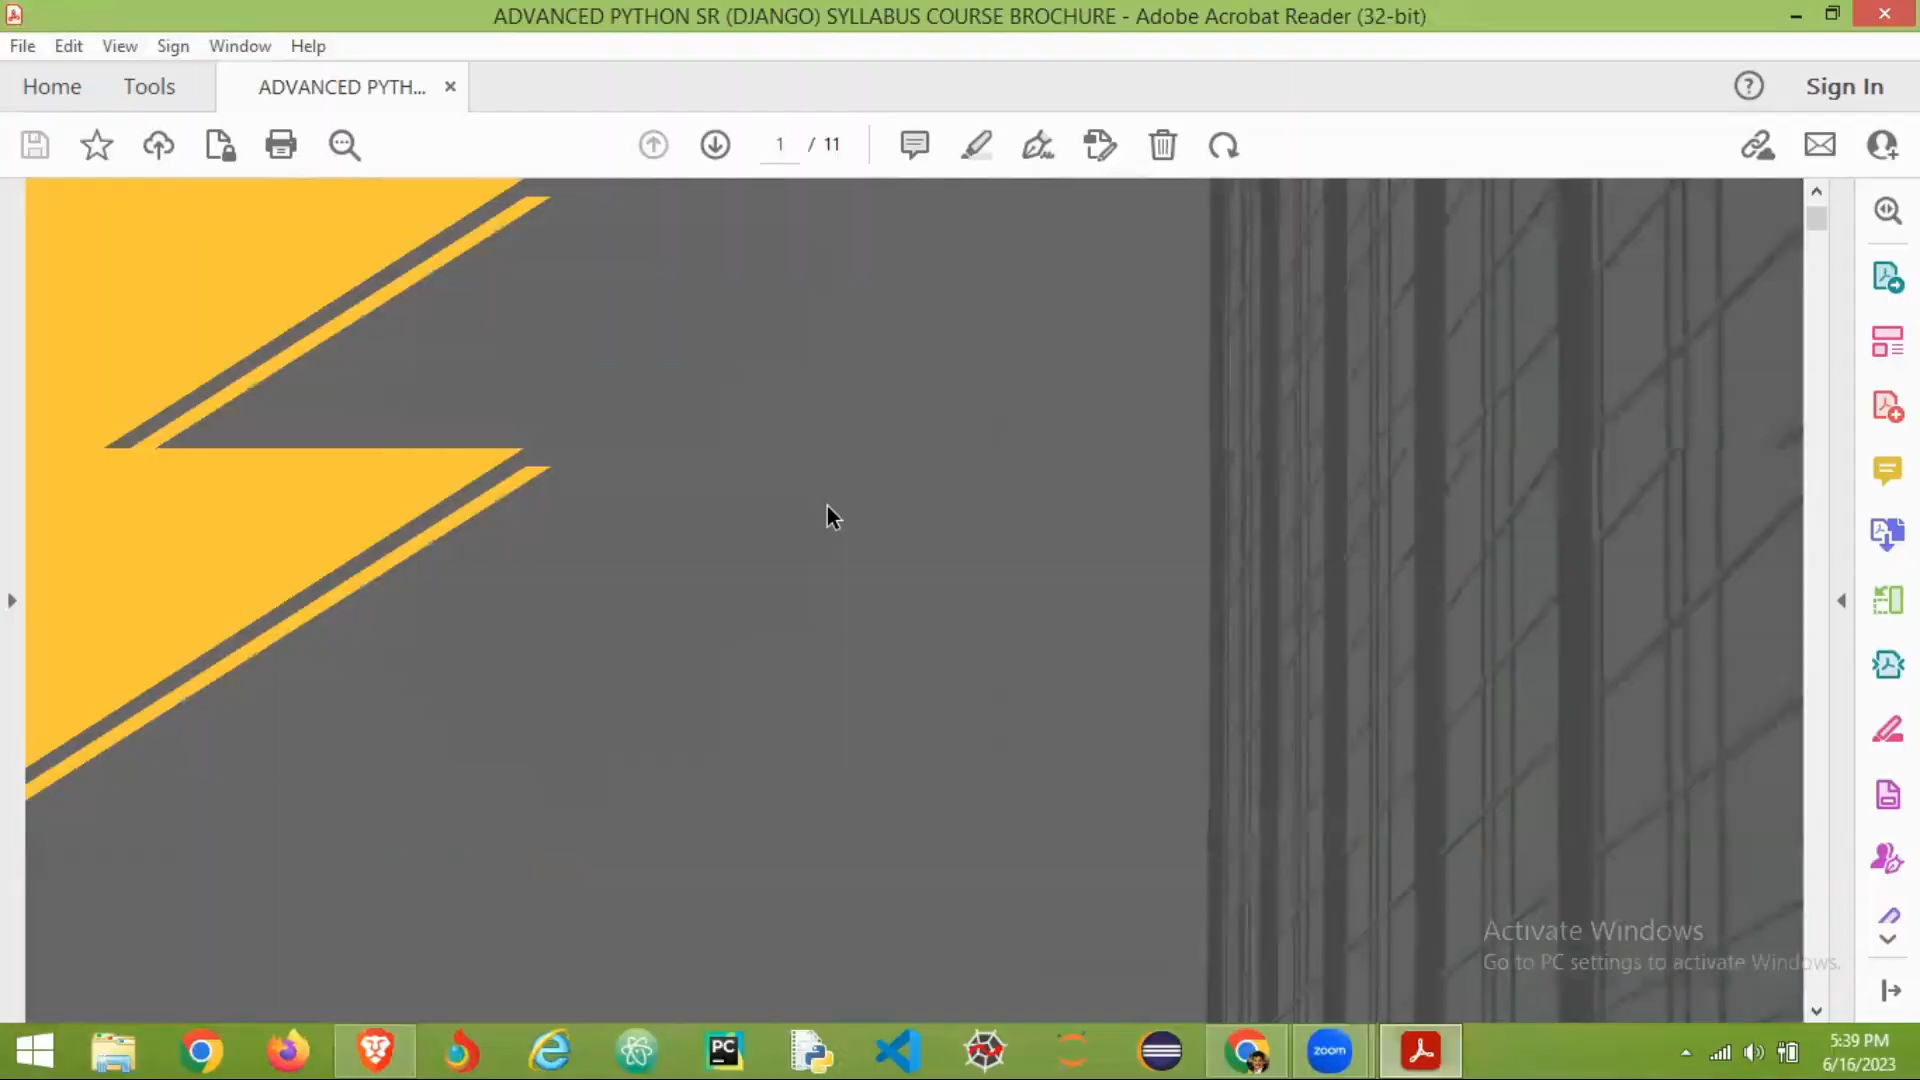 ADVANCED PYTHON SR (DJANGO) SYLLABUS COURSE BROCHURE - Adobe Acrobat Reader (32-bit)
File Edit View Sign Window Help
Home Tools ADVANCED PYTH... Sign In
1 / 11
Activate Windows
Go to PC settings to activate Windows.
PC
zoom
5:39 PM
6/16/2023